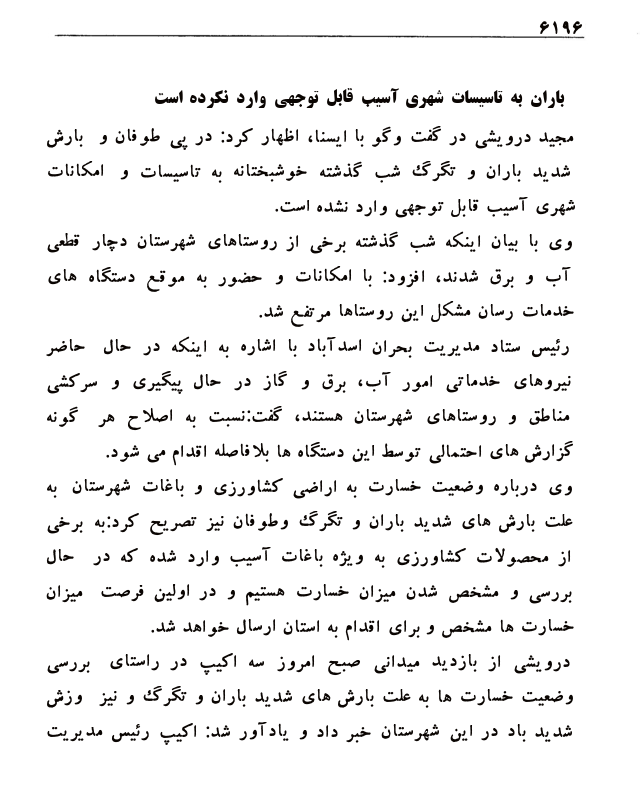 ۶۱۹۶
باران به تاسیسات شهری آسیب قابل توجهی وارد نکرده است
مجید درویشی در گفت وگو با ایسنا، اظهار کرد: در پی طوفان و بارش
شدید باران و تگرگ شب گذشته خوشبختانه به تاسیسات و امکانات
شهری آسیب قابل توجهی وارد نشده است.
وی با بیان اینکه شب گذشته برخی از روستاهای شهرستان دچار قطعی
آب و برق شدند، افزود: با امکانات و حضور به موقع دستگاه های
خدمات رسان مشکل این روستاها مرتفع شد.
رئیس ستاد مدیریت بحران اسدآباد با اشاره به اینکه در حال حاضر
نیروهای خدماتی امور آب، برق و گاز در حال پیگیری و سرکشی
مناطق و روستاهای شهرستان هستند، گفت:نسبت به اصلاح هر گونه
گزارش های احتمالی توسط این دستگاه ها بلافاصله اقدام می شود.
وی درباره وضعیت خسارت به اراضی کشاورزی و باغات شهرستان به
علت بارش های شدید باران و تگرگ وطوفان نیز تصریح کرد:به برخی
از محصولات کشاورزی به ویژه باغات آسیب وارد شده که در حال
بررسی و مشخص شدن میزان خسارت هستیم و در اولین فرصت میزان
خسارت ها مشخص و برای اقدام به استان ارسال خواهد شد.
درویشی از بازدید میدانی صبح امروز سه اکیپ در راستای بررسی
وضعیت خسارت ها به علت بارش های شدید باران و تگرگ و نیز وزش
شدید باد در این شهرستان خبر داد و یادآور شد: اکیپ رئیس مدیریت